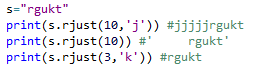 s="rgukt"
print(s.rjust(10,'j')) #jjjjjrgukt
print(s.rjust(10)) #'     rgukt'
print(s.rjust(3,'k')) #rgukt